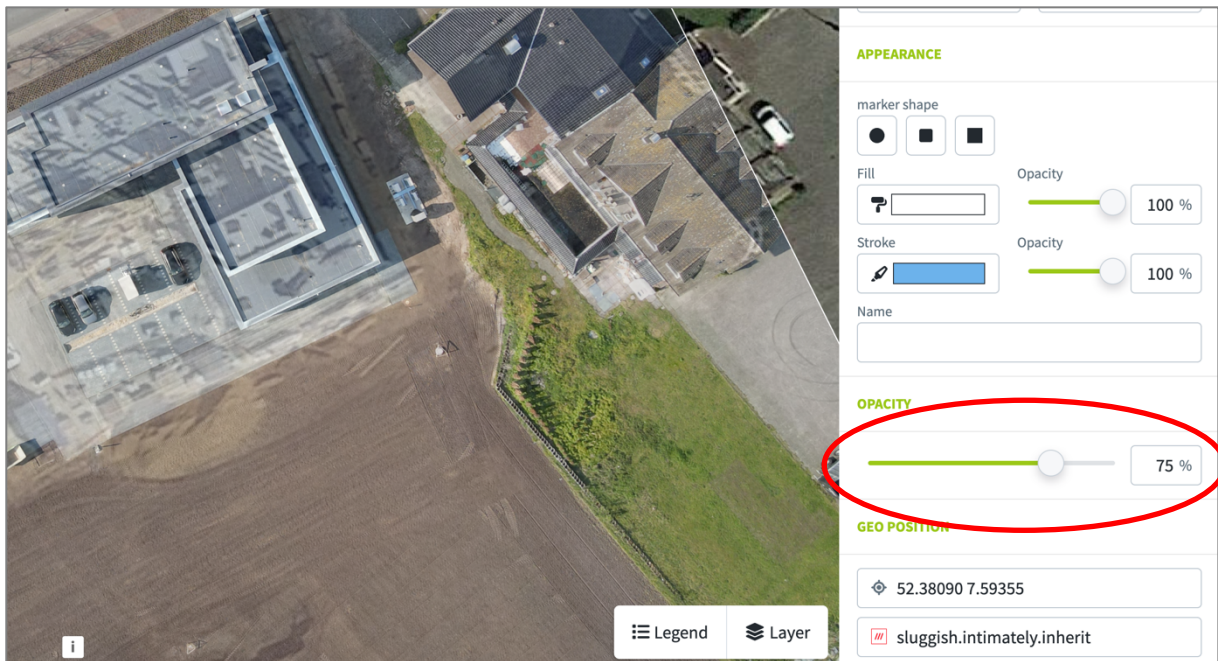 APPEARANCE
marker shape
Fill
Opacity
100 %
Stroke
Opacity
100 %
Name
OPACITY
75 %
GEO POSITION
52.38090 7.59355
sluggish.intimately.inherit
i
Legend
Layer